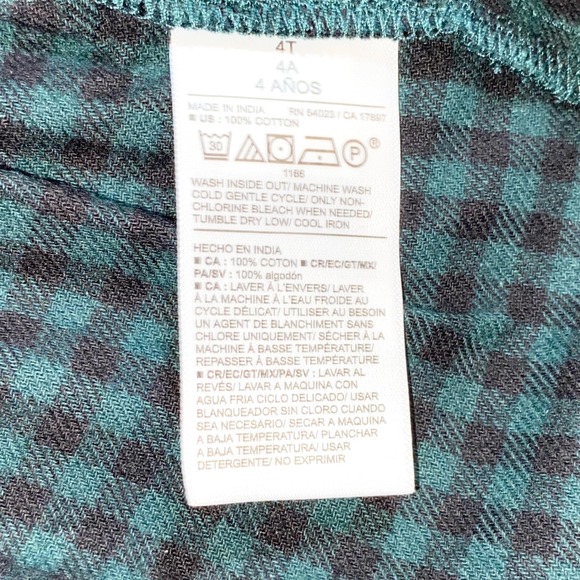 4T
4A
4 AÑOS
MADE IN INDIA RN 54023 / CA 17897
■ US : 100% COTTON
30 P ®
1166
WASH INSIDE OUT/ MACHINE WASH
COLD GENTLE CYCLE/ ONLY NON-
CHLORINE BLEACH WHEN NEEDED/
TUMBLE DRY LOW/ COOL IRON
HECHO EN INDIA
■ CA : 100% COTON ■ CR/EC/GT/MX/
PA/SV : 100% algodón
■ CA : LAVER À L'ENVERS/ LAVER
À LA MACHINE À L'EAU FROIDE AU
CYCLE DÉLICAT/ UTILISER AU BESOIN
UN AGENT DE BLANCHIMENT SANS
CHLORE UNIQUEMENT/ SÉCHER À LA
MACHINE À BASSE TEMPÉRATURE/
REPASSER À BASSE TEMPÉRATURE
■ CR/EC/GT/MX/PA/SV : LAVAR AL
REVÉS/ LAVAR A MAQUINA CON
AGUA FRIA CICLO DELICADO/ USAR
BLANQUEADOR SIN CLORO CUANDO
SEA NECESARIO/ SECAR A MAQUINA
A BAJA TEMPERATURA/ PLANCHAR
A BAJA TEMPERATURA/ USAR
DETERGENTE/ NO EXPRIMIR